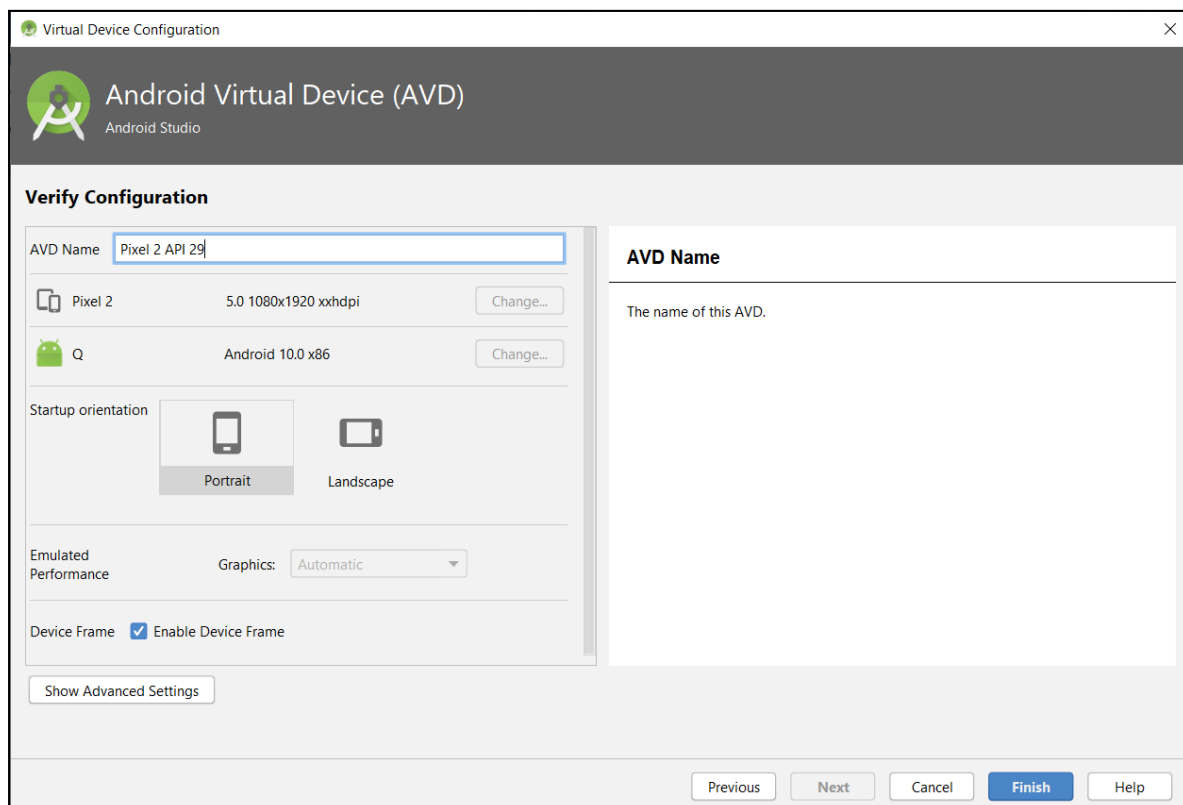 Virtual Device Configuration
Android Virtual Device (AVD)
Android Studio
Verify Configuration
AVD Name Pixel 2 API 29
Pixel 2 5.0 1080x1920 xxhdpi Change...
Q Android 10.0 x86 Change...
Startup orientation
Portrait Landscape
Emulated
Performance
Graphics: Automatic
Device Frame Enable Device Frame
Show Advanced Settings
AVD Name
The name of this AVD.
Previous Next Cancel Finish Help